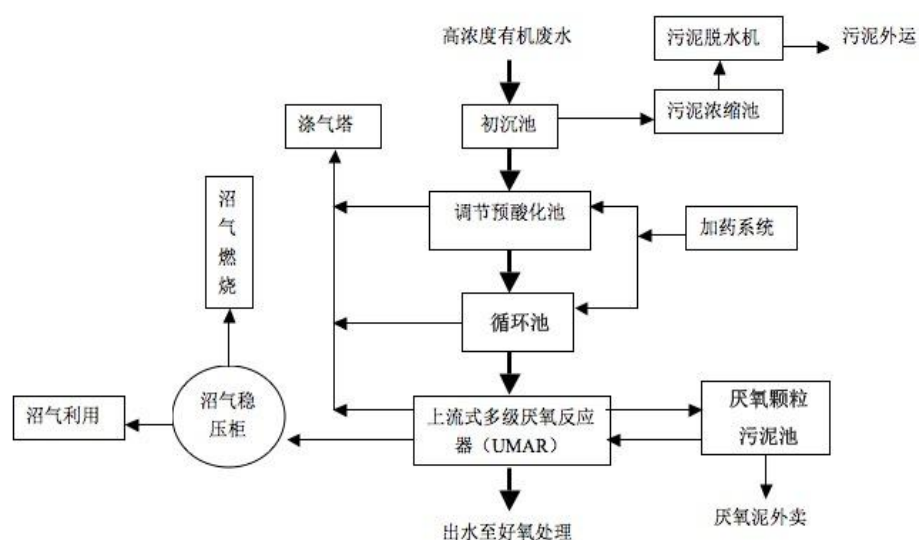 高浓度有机废水
污泥脱水机
污泥外运
涤气塔
初沉池
污泥浓缩池
沼
气
燃
烧
调节预酸化池
加药系统
循环池
沼气利用
沼气稳
压柜
上流式多级厌氧反应
器（UMAR）
厌氧颗粒
污泥池
出水至好氧处理
厌氧泥外卖